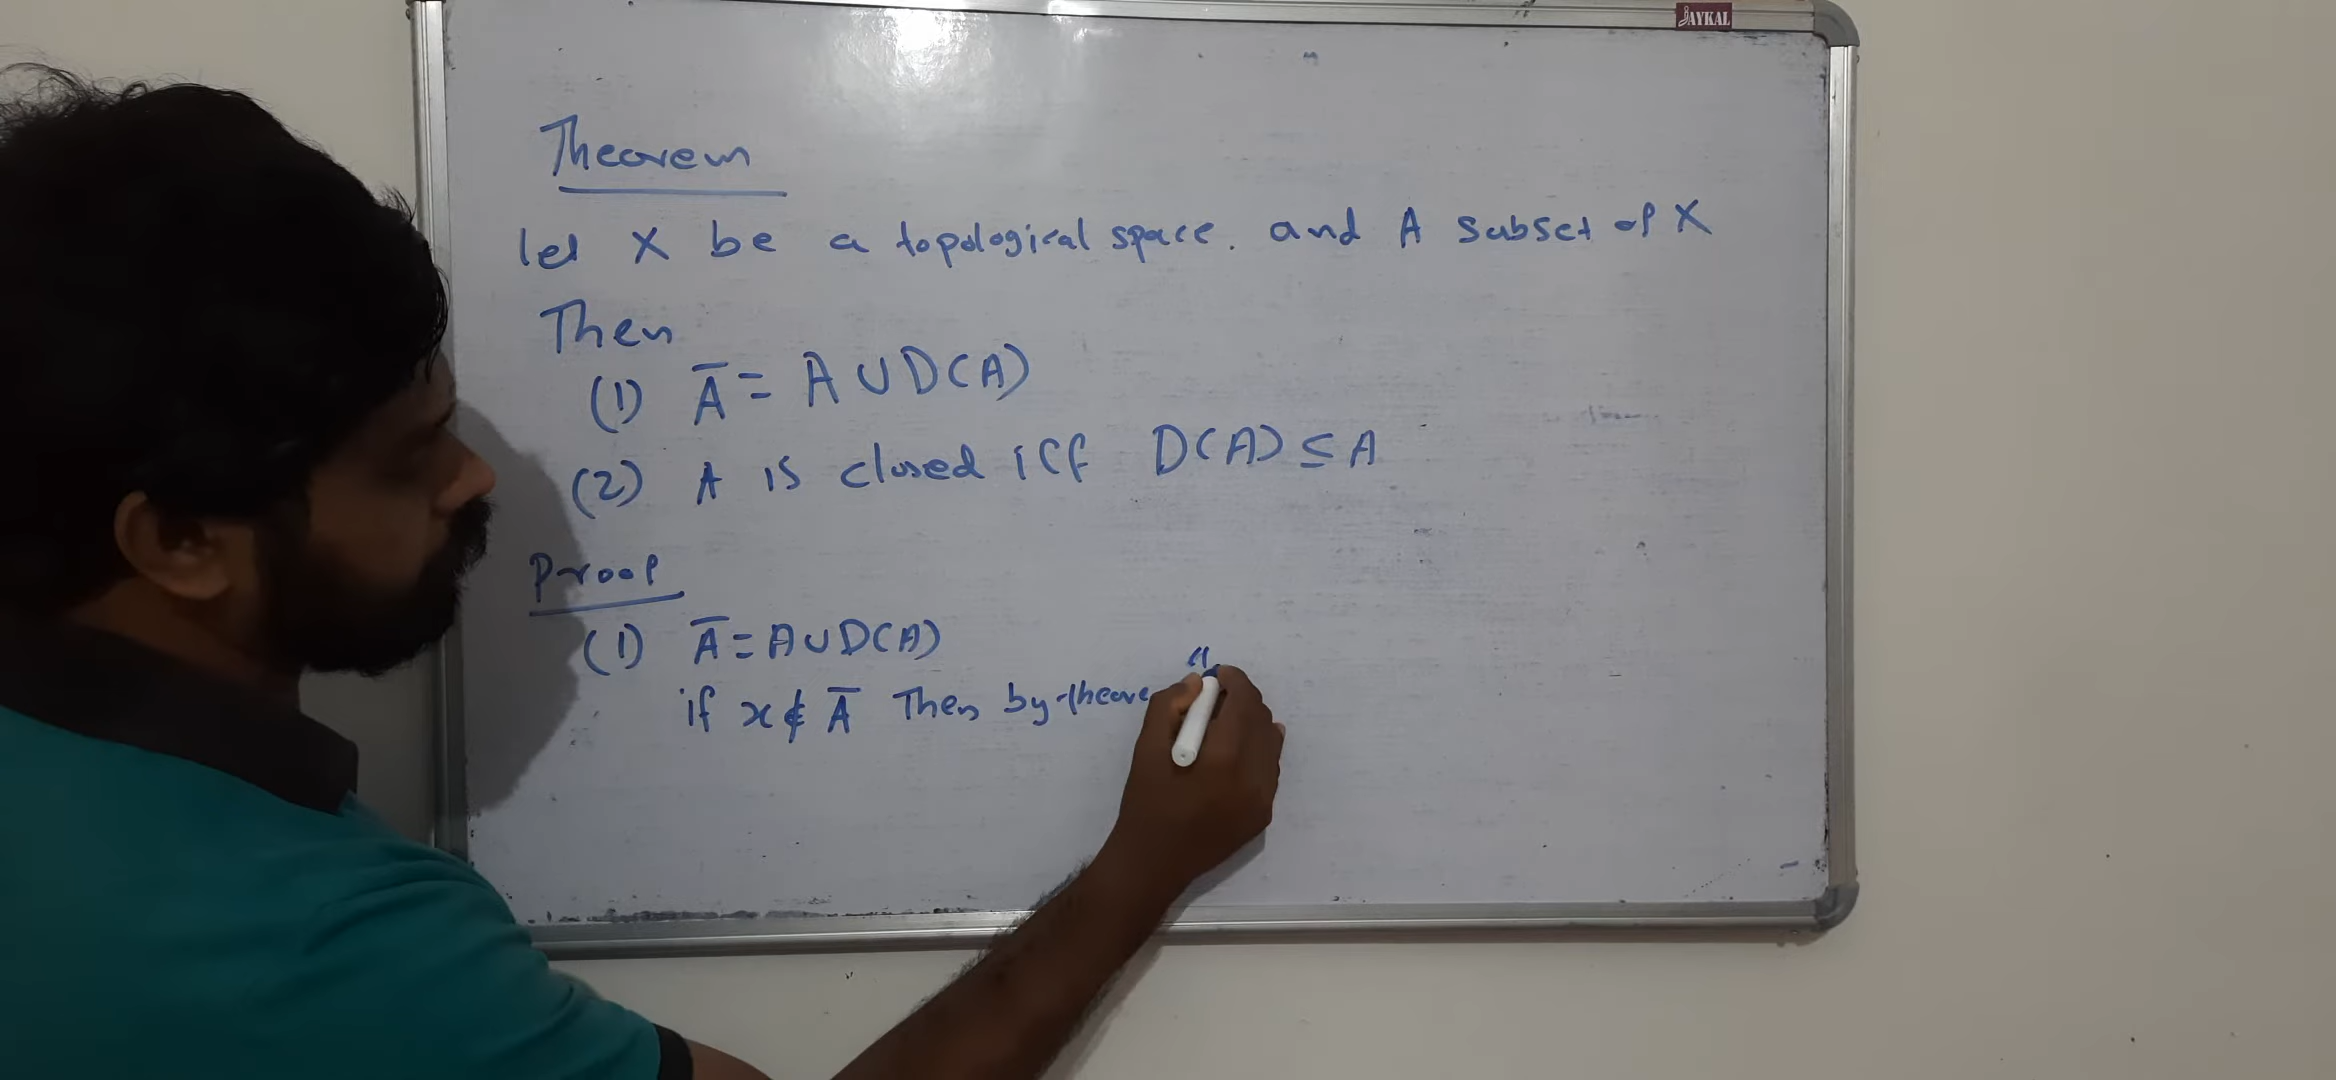 JAYKAL
Theorem
let X be a topological space. and A subset of X
Then
(1) A̅ = A ∪ D(A)
(2) A is closed iff D(A) ⊆ A
Proof
(1) A̅ = A ∪ D(A)
if x ∉ A̅ Then by